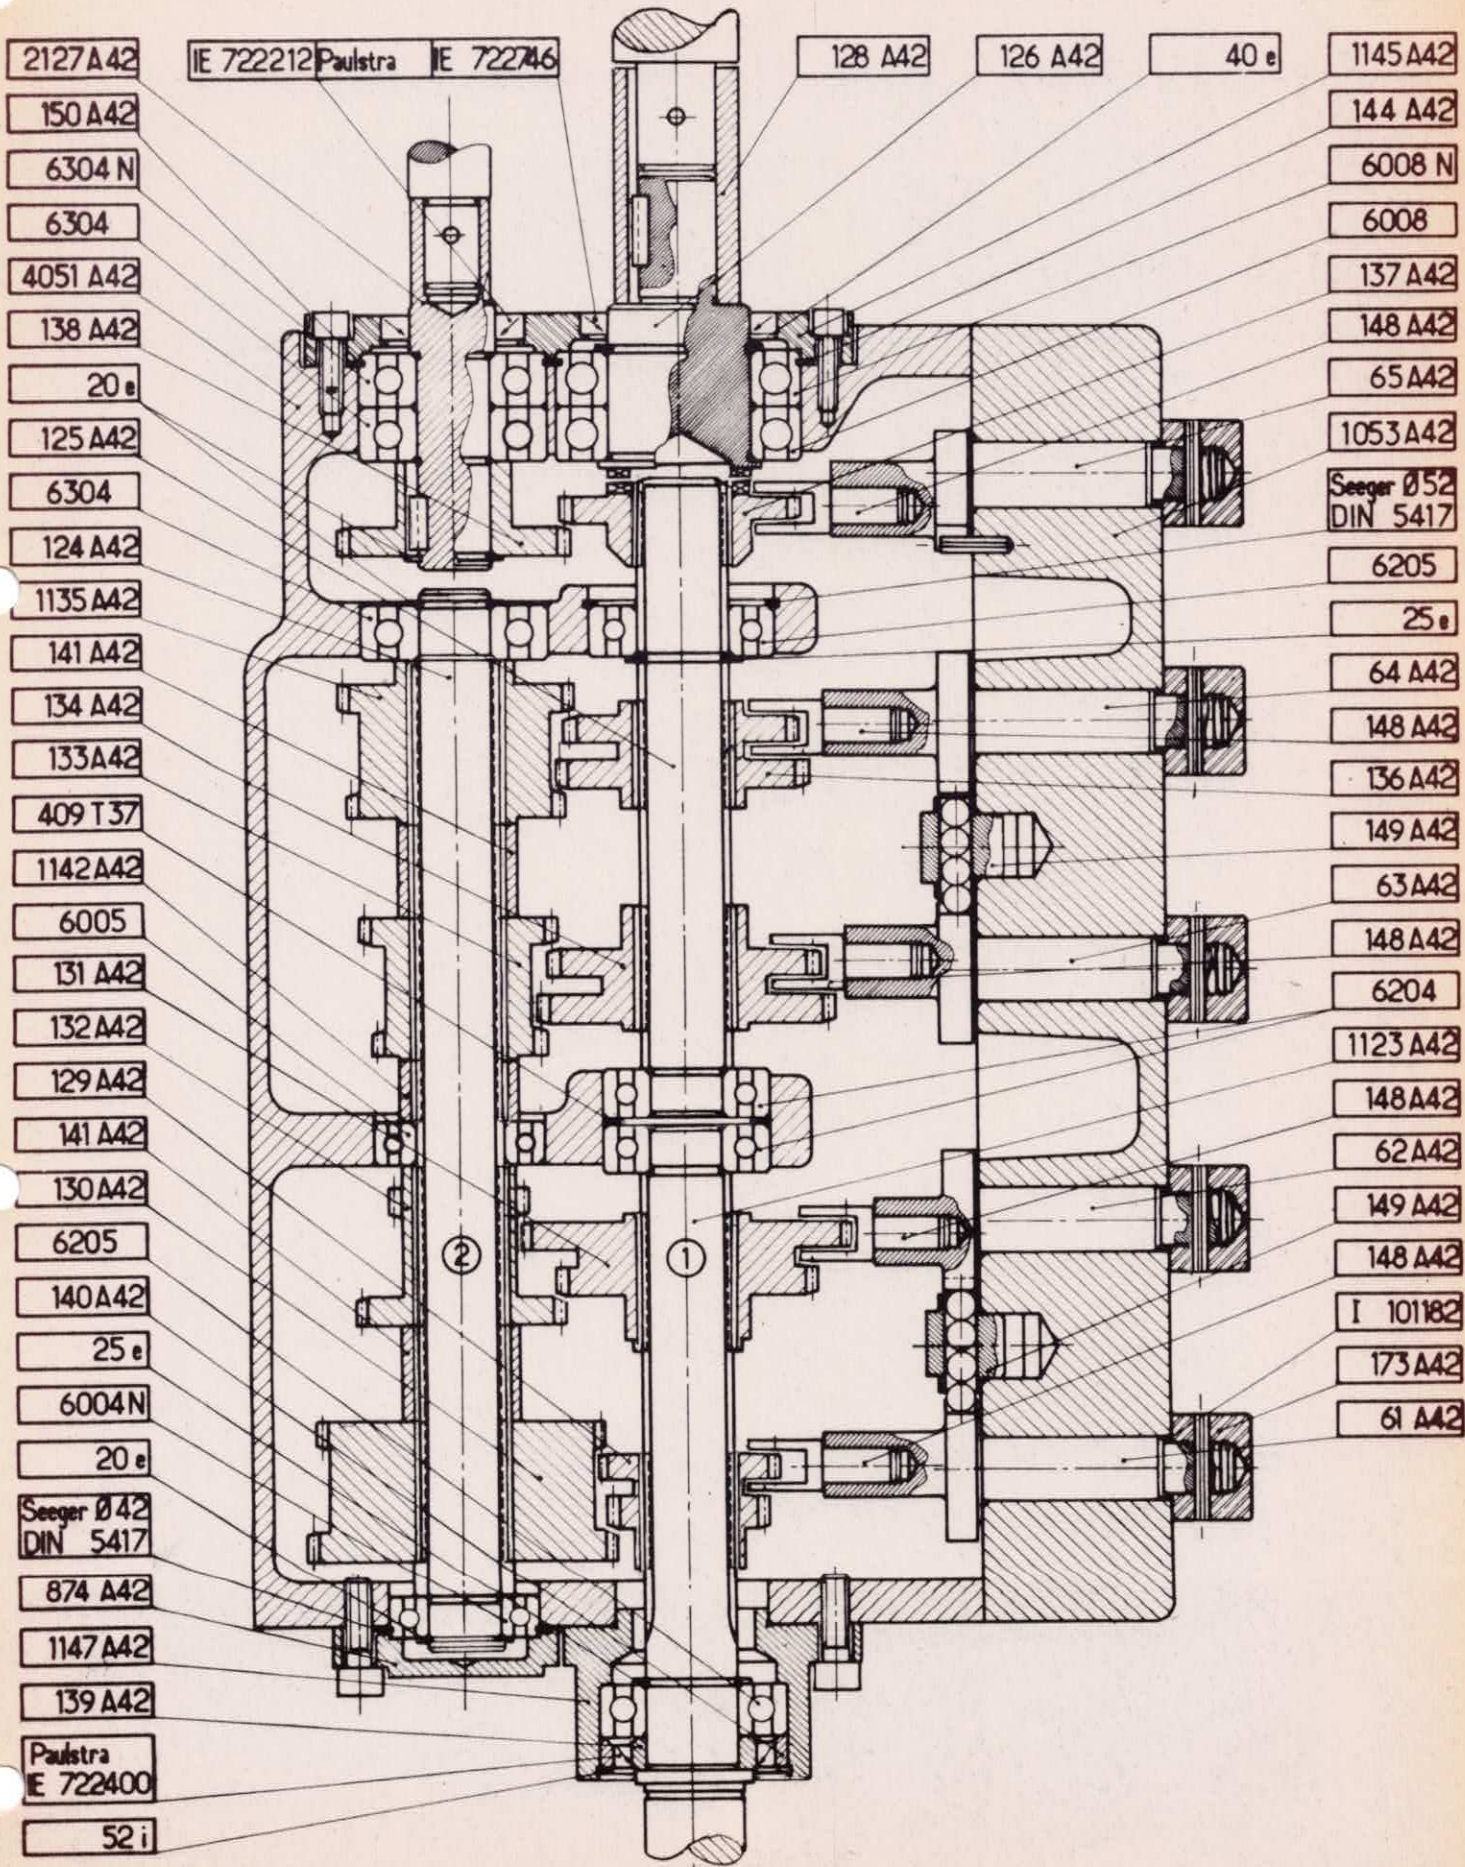 2127 A42
IE 722212 Paulstra IE 722746
128 A42
126 A42
40 e
1145 A42
150 A42
144 A42
6304 N
6008 N
6304
6008
4051 A42
137 A42
138 A42
148 A42
20 e
65 A42
125 A42
1053 A42
6304
Seeger Ø 52
DIN 5417
124 A42
6205
1135 A42
25 e
141 A42
64 A42
134 A42
148 A42
133 A42
136 A42
409 T 37
149 A42
1142 A42
63 A42
6005
148 A42
131 A42
6204
132 A42
1123 A42
129 A42
148 A42
141 A42
62 A42
130 A42
149 A42
6205
148 A42
140 A42
I 101182
25 e
173 A42
6004 N
61 A42
20 e
Seeger Ø 42
DIN 5417
874 A42
1147 A42
139 A42
Paulstra
IE 722400
52 i
2
1